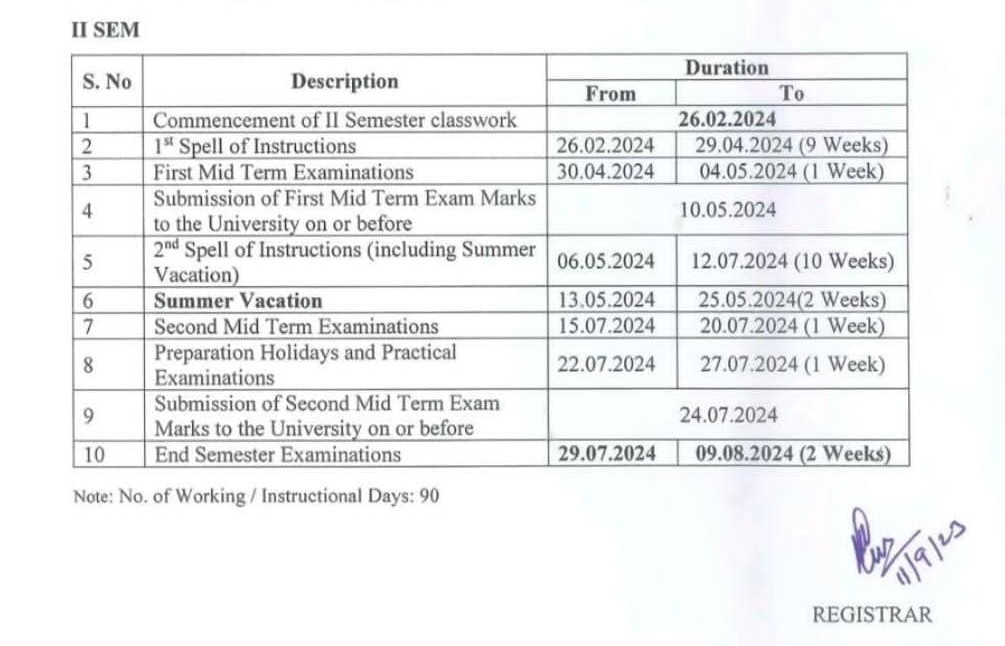 II SEM
S. No Description Duration
From To
1 Commencement of II Semester classwork 26.02.2024
2 1st Spell of Instructions 26.02.2024 29.04.2024 (9 Weeks)
3 First Mid Term Examinations 30.04.2024 04.05.2024 (1 Week)
4 Submission of First Mid Term Exam Marks
to the University on or before 10.05.2024
5 2nd Spell of Instructions (including Summer
Vacation) 06.05.2024 12.07.2024 (10 Weeks)
6 Summer Vacation 13.05.2024 25.05.2024(2 Weeks)
7 Second Mid Term Examinations 15.07.2024 20.07.2024 (1 Week)
8 Preparation Holidays and Practical
Examinations 22.07.2024 27.07.2024 (1 Week)
9 Submission of Second Mid Term Exam
Marks to the University on or before 24.07.2024
10 End Semester Examinations 29.07.2024 09.08.2024 (2 Weeks)
Note: No. of Working / Instructional Days: 90
11/9/23
REGISTRAR